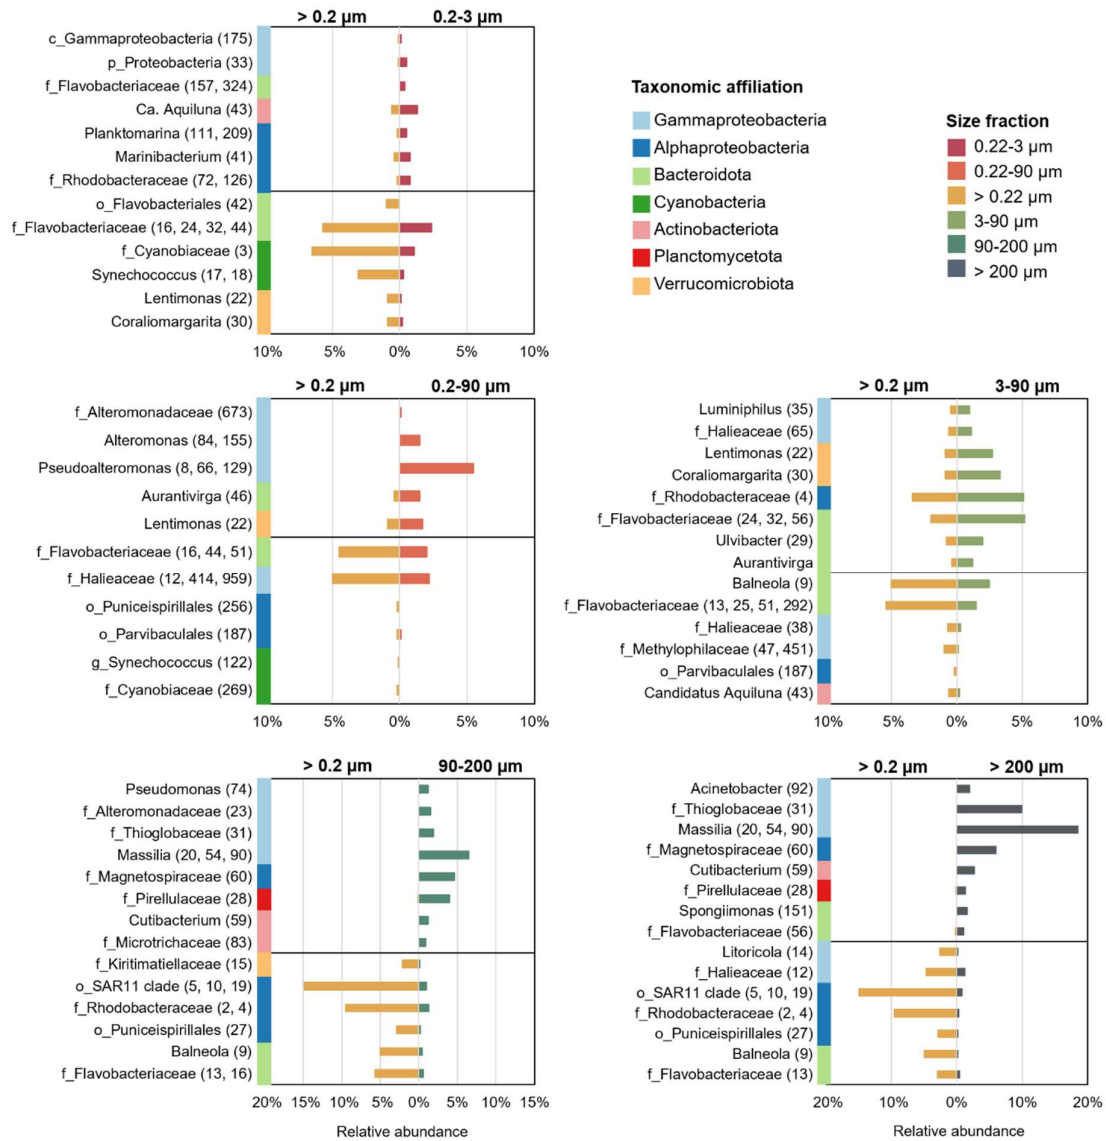 > 0.2 µm 0.2-3 µm
c_Gammaproteobacteria (175)
p_Proteobacteria (33)
f_Flavobacteriaceae (157, 324)
Ca. Aquiluna (43)
Planktomarina (111, 209)
Marinibacterium (41)
f_Rhodobacteraceae (72, 126)
o_Flavobacteriales (42)
f_Flavobacteriaceae (16, 24, 32, 44)
f_Cyanobiaceae (3)
Synechococcus (17, 18)
Lentimonas (22)
Coraliomargarita (30)
10% 5% 0% 5% 10%
Taxonomic affiliation
Gammaproteobacteria
Alphaproteobacteria
Bacteroidota
Cyanobacteria
Actinobacteriota
Planctomycetota
Verrucomicrobiota
Size fraction
0.22-3 µm
0.22-90 µm
> 0.22 µm
3-90 µm
90-200 µm
> 200 µm
> 0.2 µm 0.2-90 µm
f_Alteromonadaceae (673)
Alteromonas (84, 155)
Pseudoalteromonas (8, 66, 129)
Aurantivirga (46)
Lentimonas (22)
f_Flavobacteriaceae (16, 44, 51)
f_Halieaceae (12, 414, 959)
o_Puniceispirillales (256)
o_Parvibaculales (187)
g_Synechococcus (122)
f_Cyanobiaceae (269)
10% 5% 0% 5% 10%
> 0.2 µm 3-90 µm
Luminiphilus (35)
f_Halieaceae (65)
Lentimonas (22)
Coraliomargarita (30)
f_Rhodobacteraceae (4)
f_Flavobacteriaceae (24, 32, 56)
Ulvibacter (29)
Aurantivirga
Balneola (9)
f_Flavobacteriaceae (13, 25, 51, 292)
f_Halieaceae (38)
f_Methylophilaceae (47, 451)
o_Parvibaculales (187)
Candidatus Aquiluna (43)
10% 5% 0% 5% 10%
> 0.2 µm 90-200 µm
Pseudomonas (74)
f_Alteromonadaceae (23)
f_Thioglobaceae (31)
Massilia (20, 54, 90)
f_Magnetospiraceae (60)
f_Pirellulaceae (28)
Cutibacterium (59)
f_Microtrichaceae (83)
f_Kiritimatiellaceae (15)
o_SAR11 clade (5, 10, 19)
f_Rhodobacteraceae (2, 4)
o_Puniceispirillales (27)
Balneola (9)
f_Flavobacteriaceae (13, 16)
20% 15% 10% 5% 0% 5% 10% 15%
Relative abundance
> 0.2 µm > 200 µm
Acinetobacter (92)
f_Thioglobaceae (31)
Massilia (20, 54, 90)
f_Magnetospiraceae (60)
Cutibacterium (59)
f_Pirellulaceae (28)
Spongiimonas (151)
f_Flavobacteriaceae (56)
Litoricola (14)
f_Halieaceae (12)
o_SAR11 clade (5, 10, 19)
f_Rhodobacteraceae (2, 4)
o_Puniceispirillales (27)
Balneola (9)
f_Flavobacteriaceae (13)
20% 10% 0% 10% 20%
Relative abundance